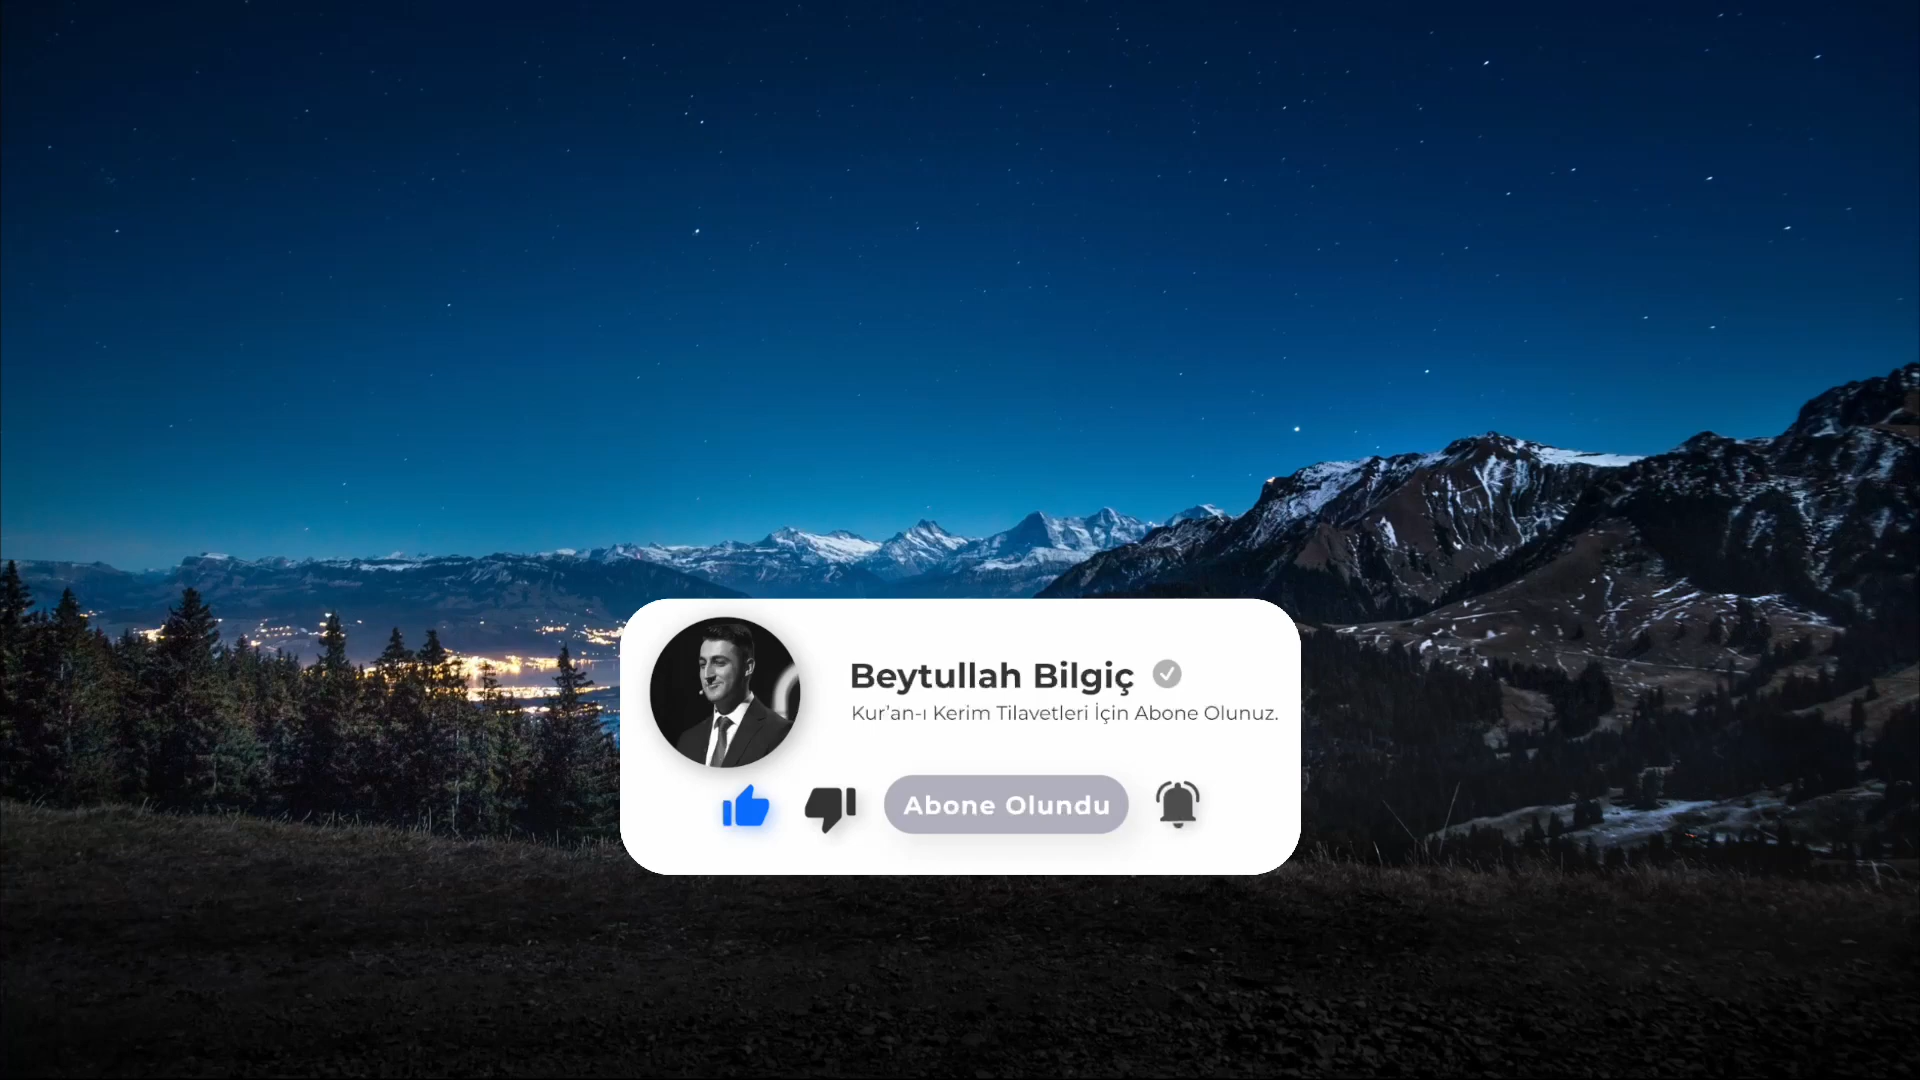 Beytullah Bilgiç
Kur'an-ı Kerim Tilavetleri İçin Abone Olunuz.
Abone Olundu